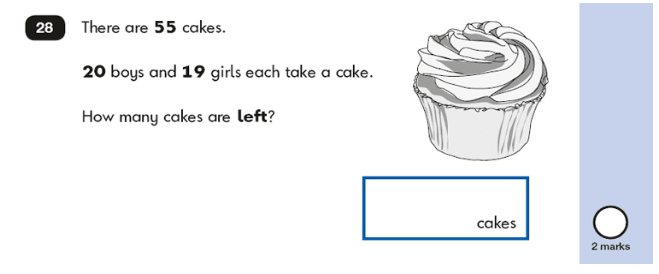 28 There are 55 cakes.
20 boys and 19 girls each take a cake.
How many cakes are left?
cakes
2 marks